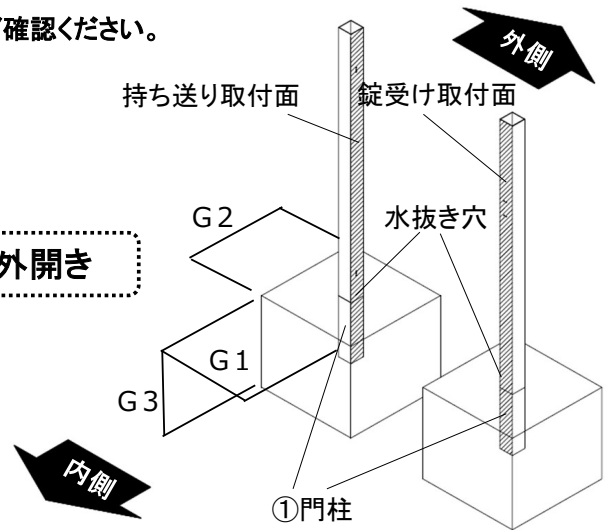 確認ください。
外側
持ち送り取付面
錠受け取付面
G2
水抜き穴
外開き
G1
G3
内側
①門柱